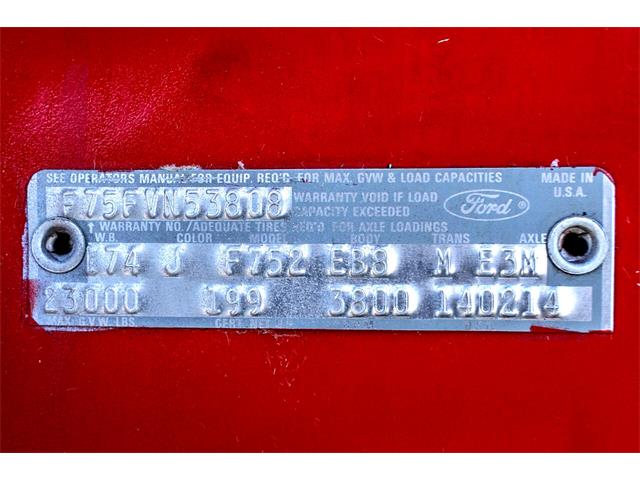 SEE OPERATORS MANUAL FOR EQUIP. REQ'D. FOR MAX. GVW & LOAD CAPACITIES MADE IN U.S.A.
F75FVN53808 WARRANTY VOID IF LOAD CAPACITY EXCEEDED Ford
↑ WARRANTY NO./ADEQUATE TIRES REQ'D FOR AXLE LOADINGS
W.B. COLOR MODEL BODY TRANS AXLE
174 J F752 EB8 M E3M
23000 199 3800 140214
MAX. G.V.W. LBS.